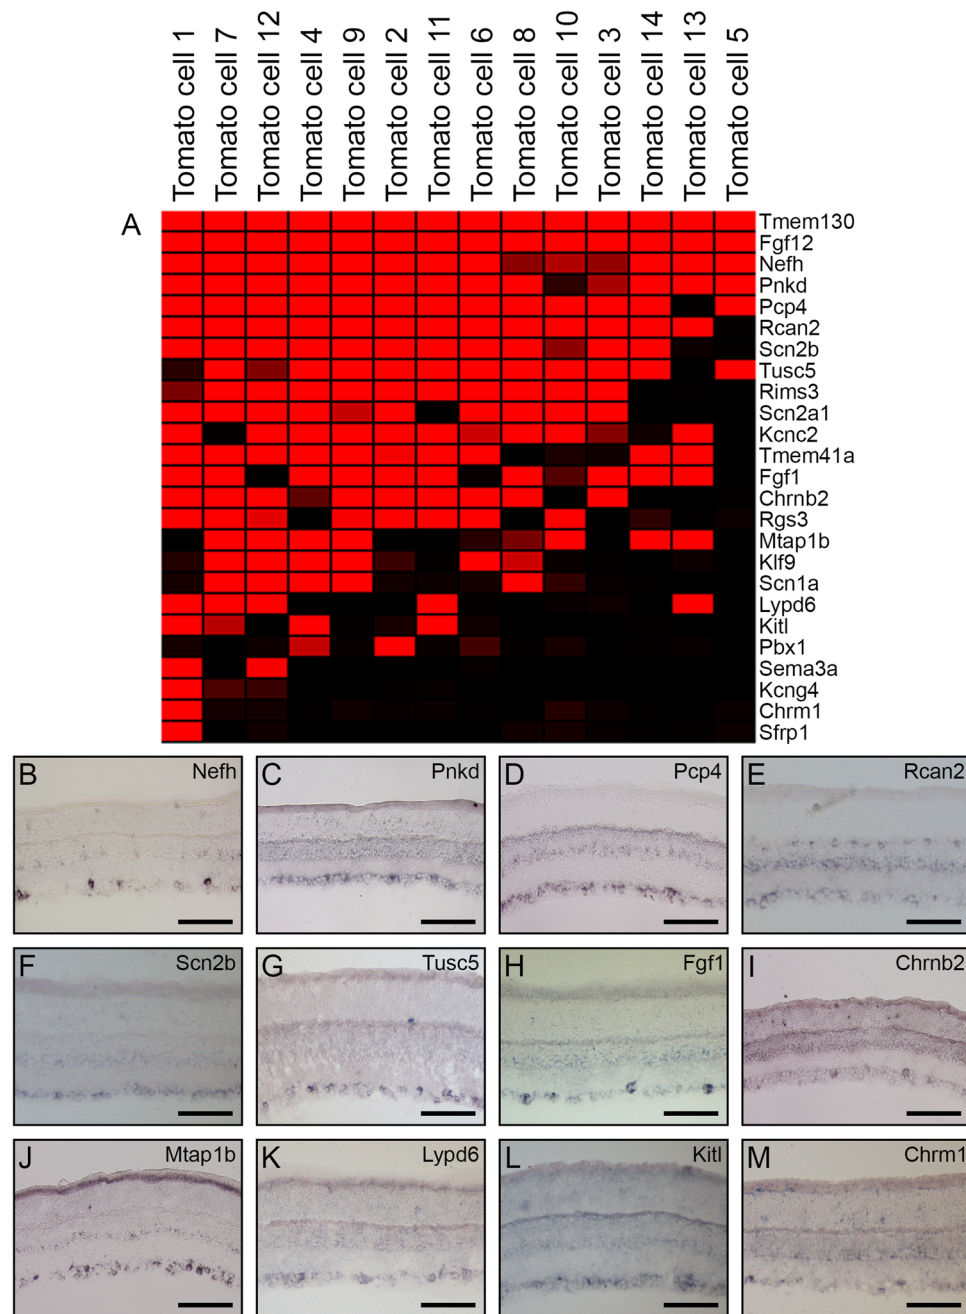 Tomato cell 1
Tomato cell 7
Tomato cell 12
Tomato cell 4
Tomato cell 9
Tomato cell 2
Tomato cell 11
Tomato cell 6
Tomato cell 8
Tomato cell 10
Tomato cell 3
Tomato cell 14
Tomato cell 13
Tomato cell 5
A
Tmem130
Fgf12
Nefh
Pnkd
Pcp4
Rcan2
Scn2b
Tusc5
Rims3
Scn2a1
Kcnc2
Tmem41a
Fgf1
Chrnb2
Rgs3
Mtap1b
Klf9
Scn1a
Lypd6
Kitl
Pbx1
Sema3a
Kcng4
Chrm1
Sfrp1
B Nefh
C Pnkd
D Pcp4
E Rcan2
F Scn2b
G Tusc5
H Fgf1
I Chrnb2
J Mtap1b
K Lypd6
L Kitl
M Chrm1